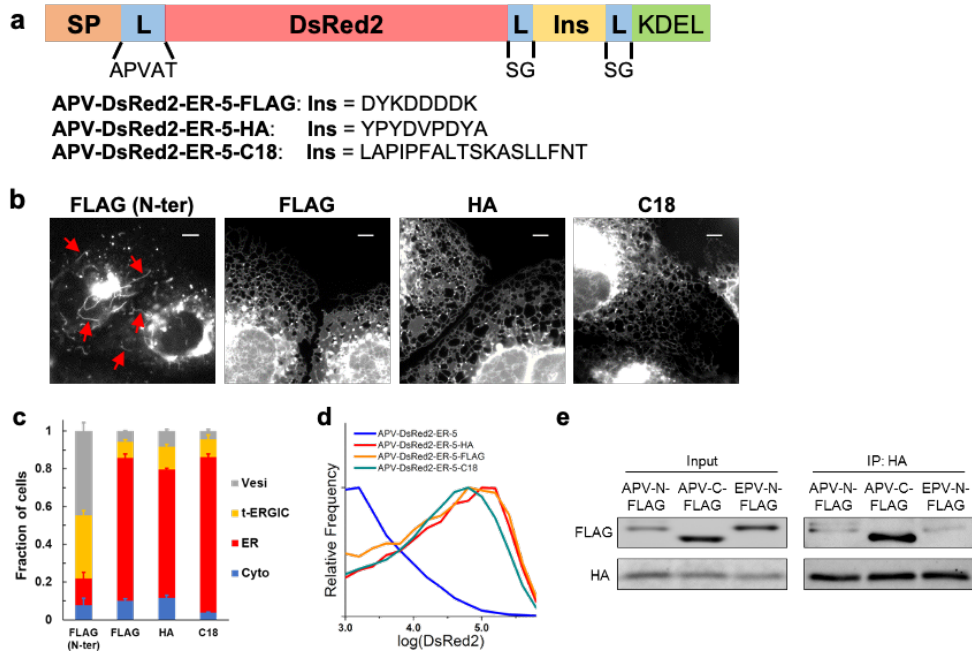 a
SP L DsRed2 L Ins L KDEL
APVAT SG SG
APV-DsRed2-ER-5-FLAG: Ins = DYKDDDDK
APV-DsRed2-ER-5-HA: Ins = YPYDVPDYA
APV-DsRed2-ER-5-C18: Ins = LAPIPFALTSKASLLFNT
b
FLAG (N-ter) FLAG HA C18
c
Fraction of cells
1
0.8
0.6
0.4
0.2
0
FLAG (N-ter) FLAG HA C18
Vesi
t-ERGIC
ER
Cyto
d
APV-DsRed2-ER-5
APV-DsRed2-ER-5-HA
APV-DsRed2-ER-5-FLAG
APV-DsRed2-ER-5-C18
Relative Frequency
3.0 4.0 5.0
log(DsRed2)
e
Input IP: HA
APV-N- APV-C- EPV-N- APV-N- APV-C- EPV-N-
FLAG FLAG FLAG FLAG FLAG FLAG
FLAG
HA